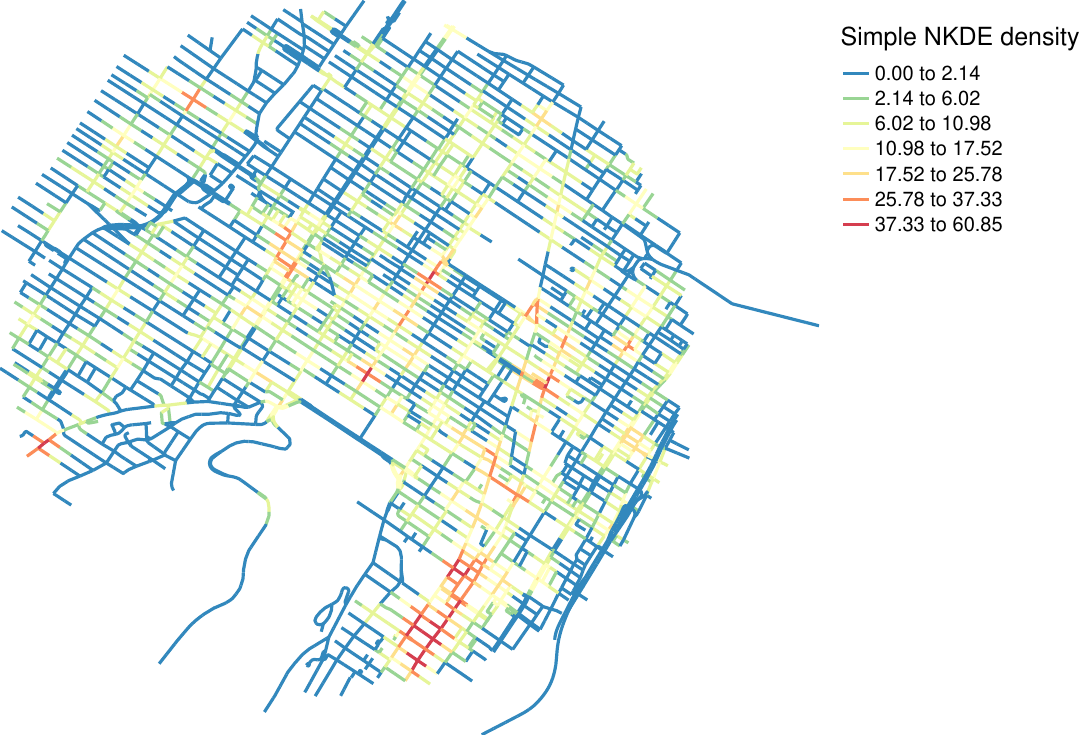 Simple NKDE density
0.00 to 2.14
2.14 to 6.02
6.02 to 10.98
10.98 to 17.52
17.52 to 25.78
25.78 to 37.33
37.33 to 60.85